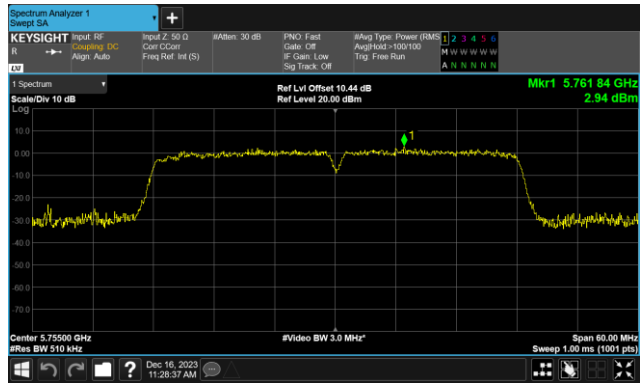 Spectrum Analyzer 1
Swept SA
+
KEYSIGHT Input: RF Input Z: 50 Ω #Atten: 30 dB PNO: Fast #Avg Type: Power (RMS 1 2 3 4 5 6
R Coupling: DC Corr CCorr Gate: Off Avg|Hold:>100/100 M W W W W W
Align: Auto Freq Ref: Int (S) IF Gain: Low Trig: Free Run
LXI Sig Track: Off A N N N N N
1 Spectrum Ref Lvl Offset 10.44 dB Mkr1 5.761 84 GHz
Scale/Div 10 dB Ref Level 20.00 dBm 2.94 dBm
Log
10.0
1
0.00
-10.0
-20.0
-30.0
-40.0
-50.0
-60.0
-70.0
Center 5.75500 GHz #Video BW 3.0 MHz* Span 60.00 MHz
#Res BW 510 kHz Sweep 1.00 ms (1001 pts)
? Dec 16, 2023
11:28:37 AM